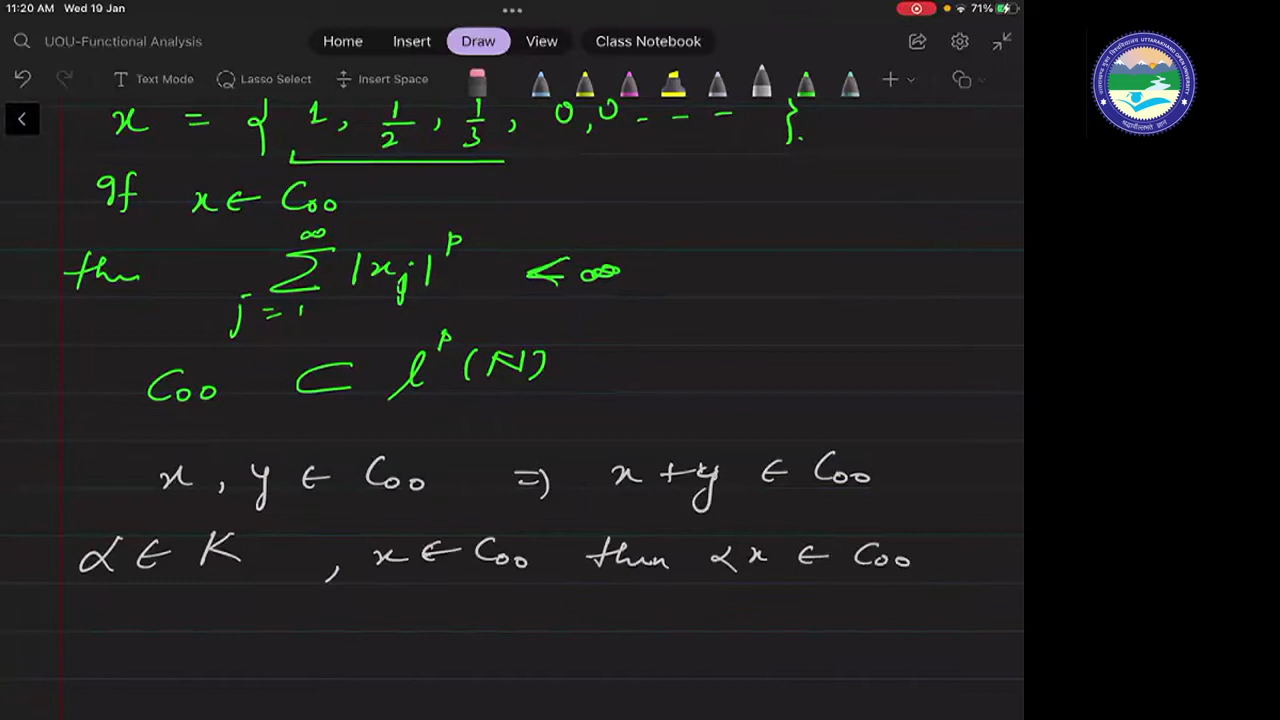 11:20 AM Wed 19 Jan
71%
UOU-Functional Analysis
Home Insert Draw View Class Notebook
Text Mode Lasso Select Insert Space
x = { 1, 1/2, 1/3, 0, 0 - - - }.
If x ∈ C₀₀
then ∑_{j=1}^{∞} |x_j|^p < ∞
C₀₀ ⊂ l^p (N)
x, y ∈ C₀₀ ⇒ x + y ∈ C₀₀
α ∈ K , x ∈ C₀₀ then αx ∈ C₀₀